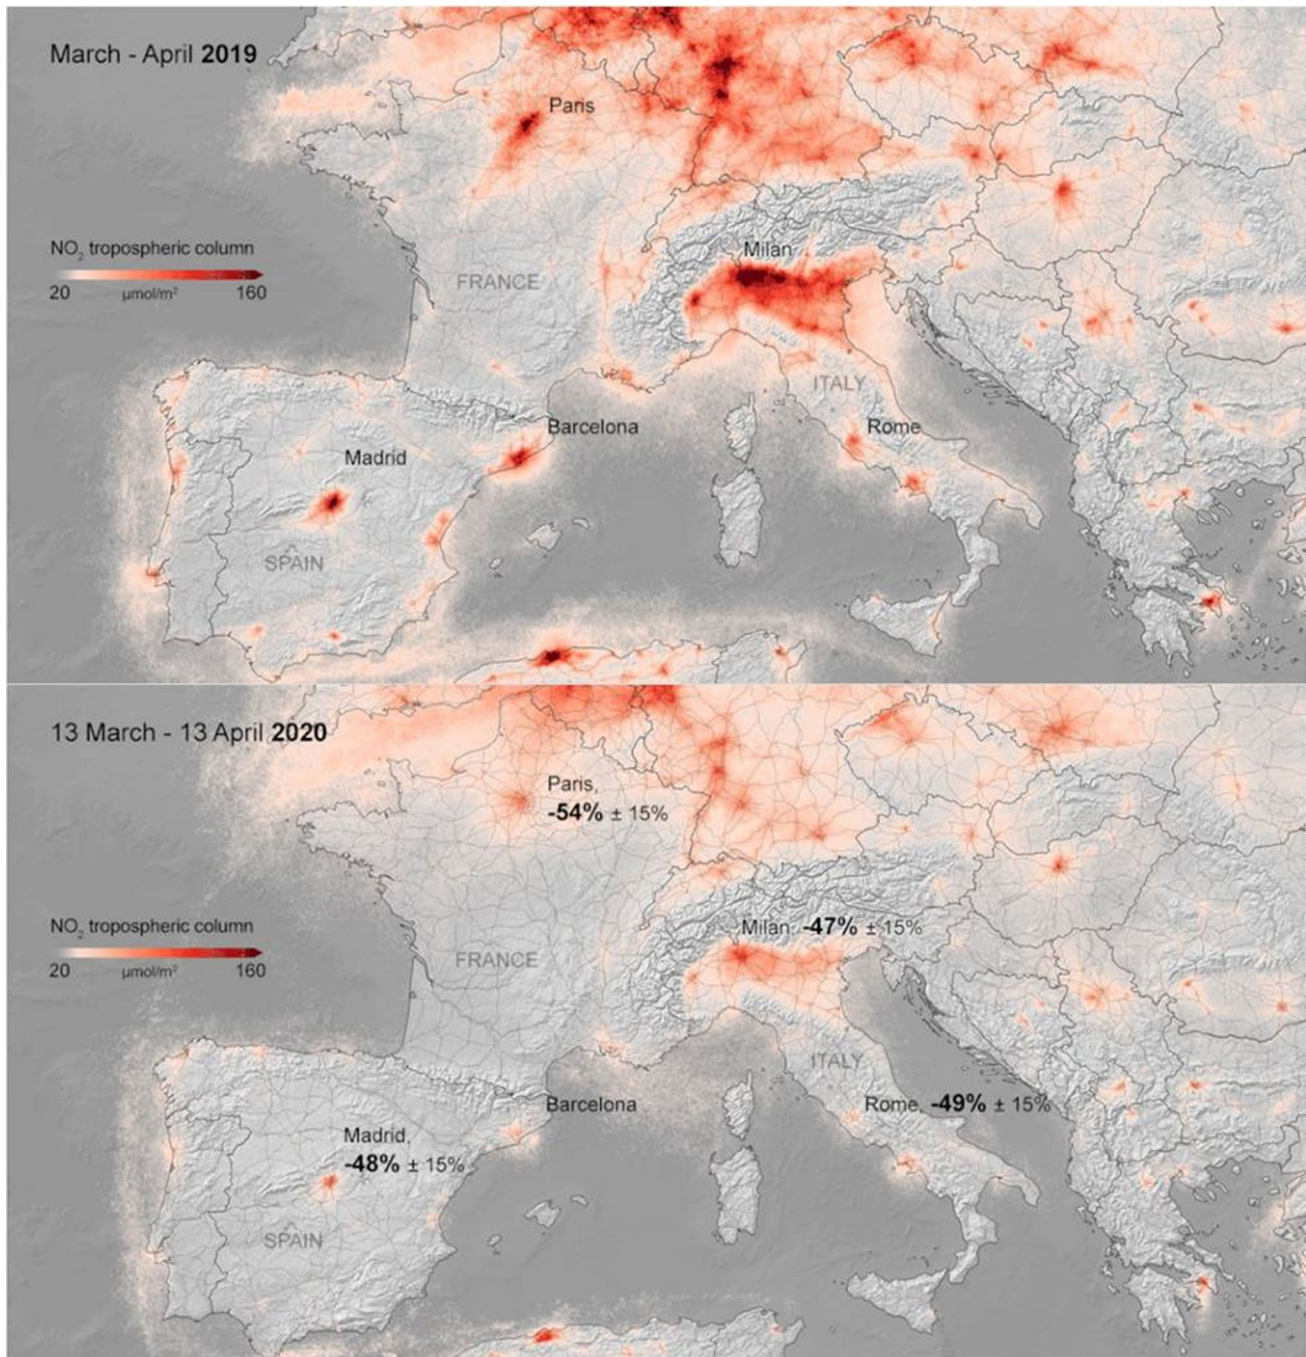 March - April 2019
Paris
NO₂ tropospheric column
20 µmol/m² 160
Milan
FRANCE
ITALY
Barcelona
Rome
Madrid
SPAIN
13 March - 13 April 2020
Paris,
-54% ± 15%
NO₂ tropospheric column
20 µmol/m² 160
Milan, -47% ± 15%
FRANCE
ITALY
Barcelona
Rome, -49% ± 15%
Madrid,
-48% ± 15%
SPAIN